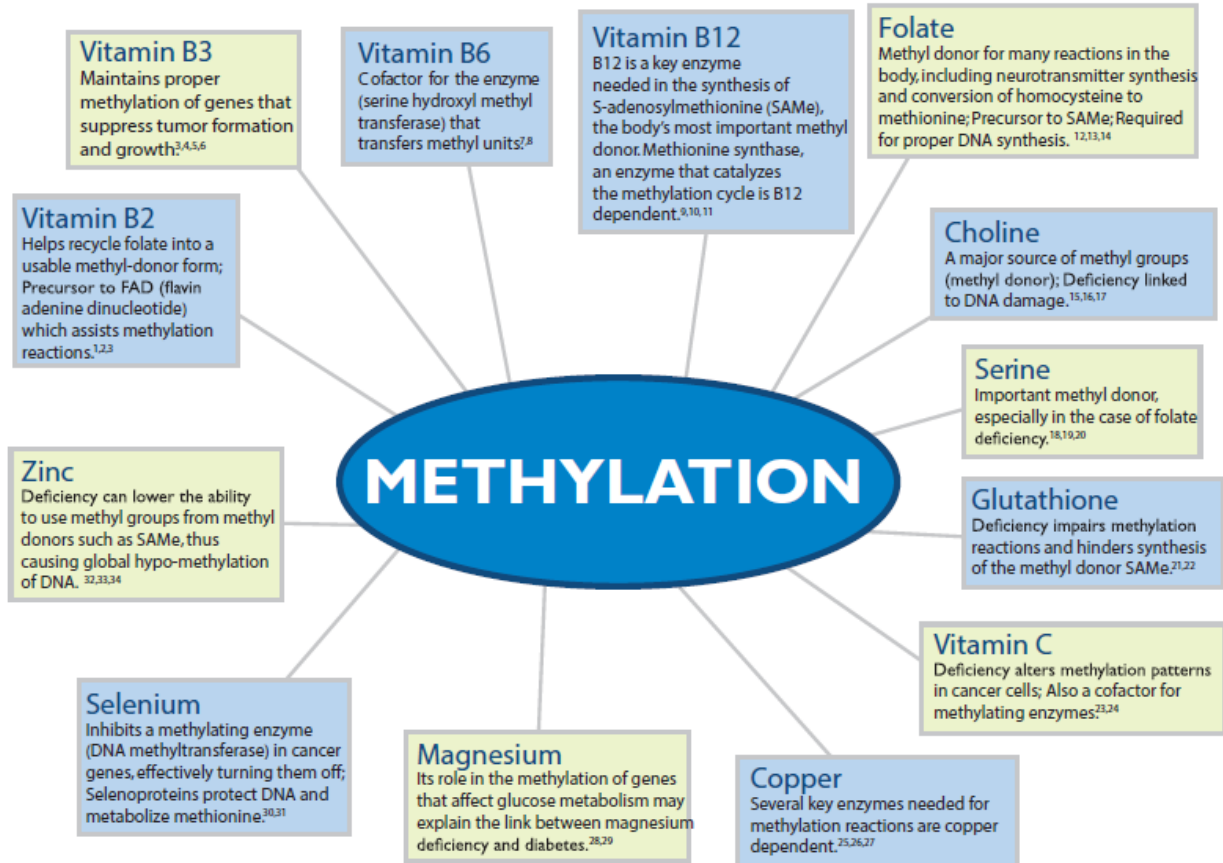 Vitamin B3
Maintains proper
methylation of genes that
suppress tumor formation
and growth.3,4,5,6
Vitamin B6
Cofactor for the enzyme
(serine hydroxyl methyl
transferase) that
transfers methyl units.7,8
Vitamin B12
B12 is a key enzyme
needed in the synthesis of
S-adenosylmethionine (SAMe),
the body's most important methyl
donor. Methionine synthase,
an enzyme that catalyzes
the methylation cycle is B12
dependent.9,10,11
Folate
Methyl donor for many reactions in the
body, including neurotransmitter synthesis
and conversion of homocysteine to
methionine; Precursor to SAMe; Required
for proper DNA synthesis. 12,13,14
Vitamin B2
Helps recycle folate into a
usable methyl-donor form;
Precursor to FAD (flavin
adenine dinucleotide)
which assists methylation
reactions.1,2,3
Choline
A major source of methyl groups
(methyl donor); Deficiency linked
to DNA damage.15,16,17
Serine
Important methyl donor,
especially in the case of folate
deficiency.18,19,20
METHYLATION
Zinc
Deficiency can lower the ability
to use methyl groups from methyl
donors such as SAMe, thus
causing global hypo-methylation
of DNA. 32,33,34
Glutathione
Deficiency impairs methylation
reactions and hinders synthesis
of the methyl donor SAMe.21,22
Vitamin C
Deficiency alters methylation patterns
in cancer cells; Also a cofactor for
methylating enzymes.23,24
Selenium
Inhibits a methylating enzyme
(DNA methyltransferase) in cancer
genes, effectively turning them off;
Selenoproteins protect DNA and
metabolize methionine.30,31
Magnesium
Its role in the methylation of genes
that affect glucose metabolism may
explain the link between magnesium
deficiency and diabetes.28,29
Copper
Several key enzymes needed for
methylation reactions are copper
dependent.25,26,27